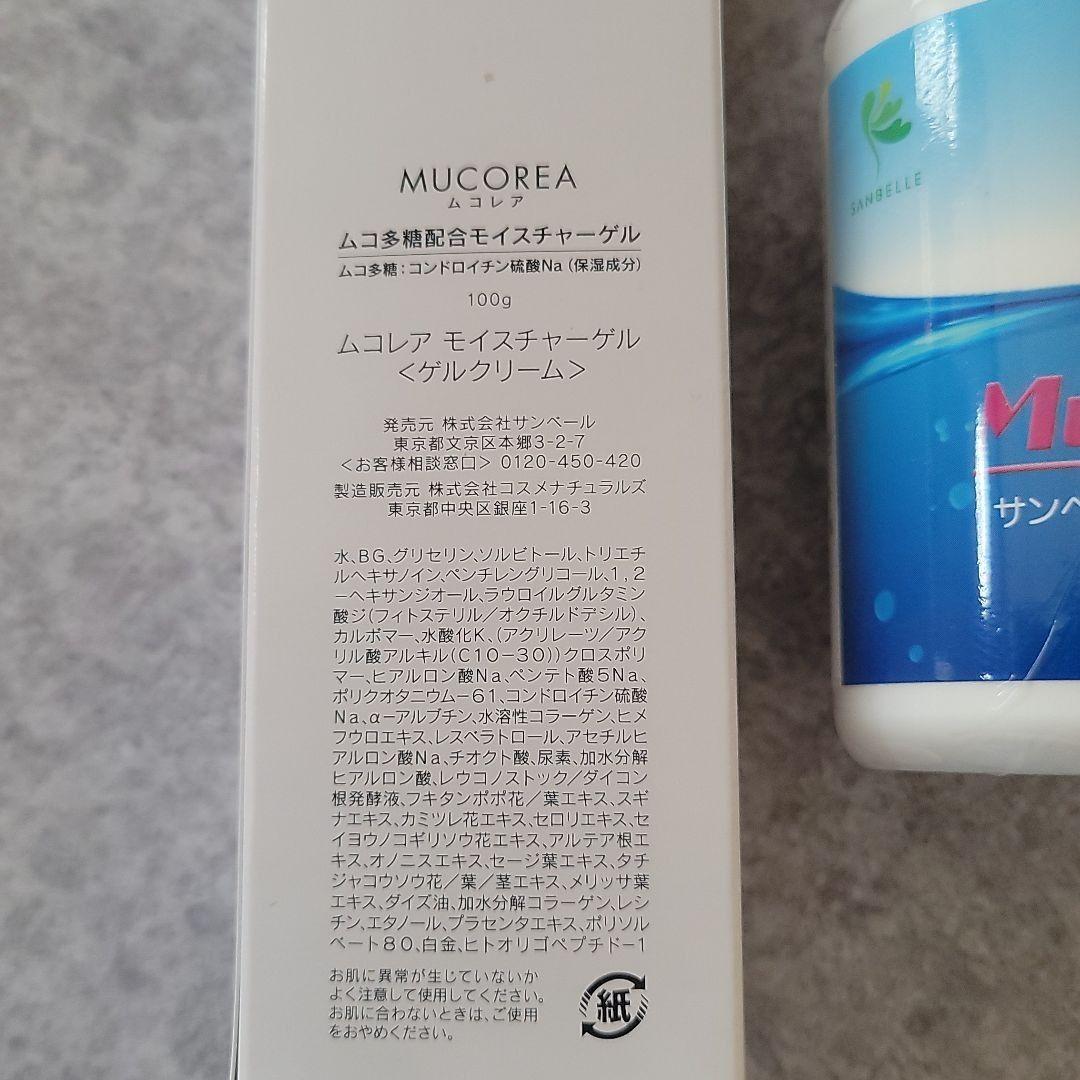 MUCOREA
ムコレア
ムコ多糖配合モイスチャーゲル
ムコ多糖:コンドロイチン硫酸Na(保湿成分)
100g
ムコレア モイスチャーゲル
<ゲルクリーム>
発売元 株式会社サンベール
東京都文京区本郷3-2-7
<お客様相談窓口> 0120-450-420
製造販売元 株式会社コスメナチュラルズ
東京都中央区銀座1-16-3
水、BG、グリセリン、ソルビトール、トリエチ
ルヘキサノイン、ペンチレングリコール、1,2
-ヘキサンジオール、ラウロイルグルタミン
酸ジ(フィトステリル/オクチルドデシル)、
カルボマー、水酸化K、(アクリレーツ/アク
リル酸アルキル(C10-30))クロスポリ
マー、ヒアルロン酸Na、ペンテト酸5Na、
ポリクオタニウム-61、コンドロイチン硫酸
Na、α-アルブチン、水溶性コラーゲン、ヒメ
フウロエキス、レスベラトロール、アセチルヒ
アルロン酸Na、チオクト酸、尿素、加水分解
ヒアルロン酸、レウコノストック/ダイコン
根発酵液、フキタンポポ花/葉エキス、スギ
ナエキス、カミツレ花エキス、セロリエキス、セ
イヨウノコギリソウ花エキス、アルテア根エ
キス、オノニスエキス、セージ葉エキス、タチ
ジャコウソウ花/葉/茎エキス、メリッサ葉
エキス、ダイズ油、加水分解コラーゲン、レシ
チン、エタノール、プラセンタエキス、ポリソル
ベート80、白金、ヒトオリゴペプチド-1
お肌に異常が生じていないか
よく注意して使用してください。
お肌に合わないときは、ご使用
をおやめください。
紙
SANBELLE
Mu
サンベ